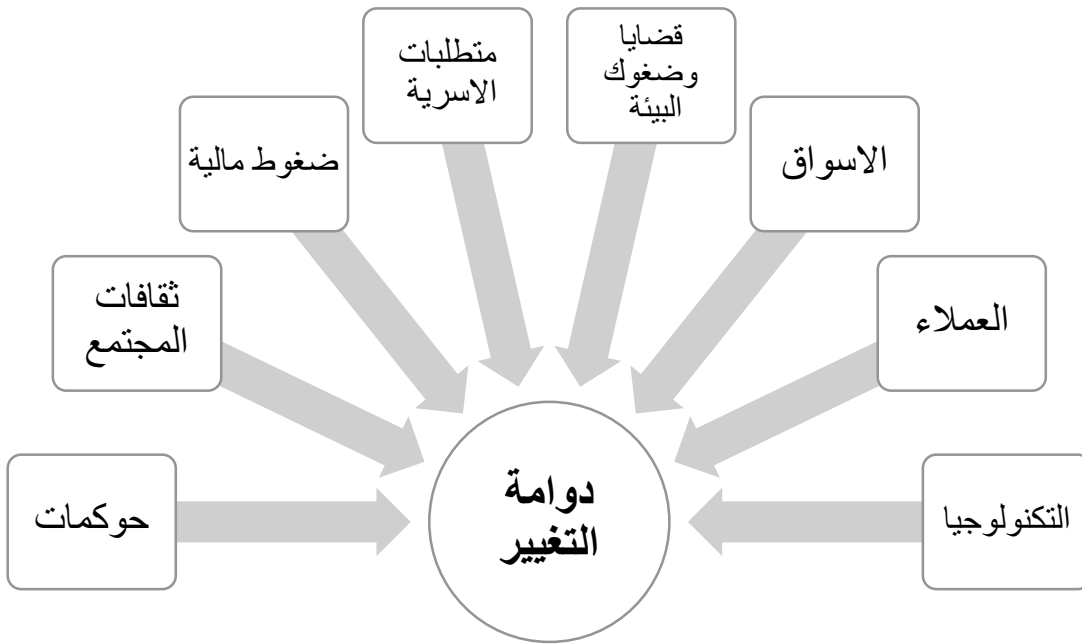 قضايا
وضغوك
البيئة
متطلبات
الاسرية
الاسواق
ضغوط مالية
العملاء
ثقافات
المجتمع
التكنولوجيا
حوكمات
دوامة
التغيير